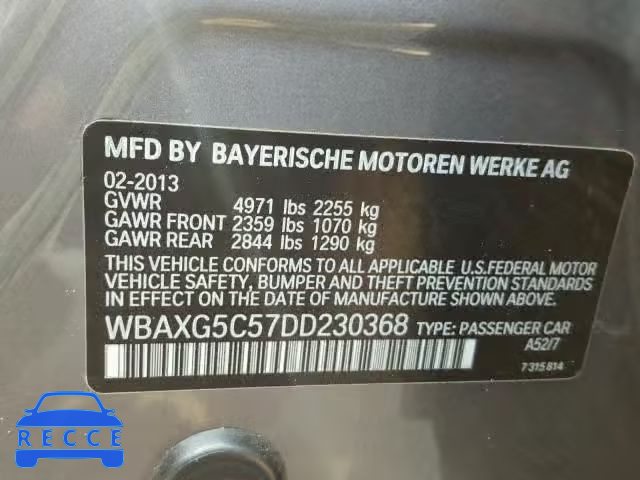 MFD BY BAYERISCHE MOTOREN WERKE AG
02-2013
GVWR 4971 lbs 2255 kg
GAWR FRONT 2359 lbs 1070 kg
GAWR REAR 2844 lbs 1290 kg
THIS VEHICLE CONFORMS TO ALL APPLICABLE U.S.FEDERAL MOTOR
VEHICLE SAFETY, BUMPER AND THEFT PREVENTION STANDARDS
IN EFFECT ON THE DATE OF MANUFACTURE SHOWN ABOVE.
WBAXG5C57DD230368 TYPE: PASSENGER CAR
A52/7
7 315 814
RECCE